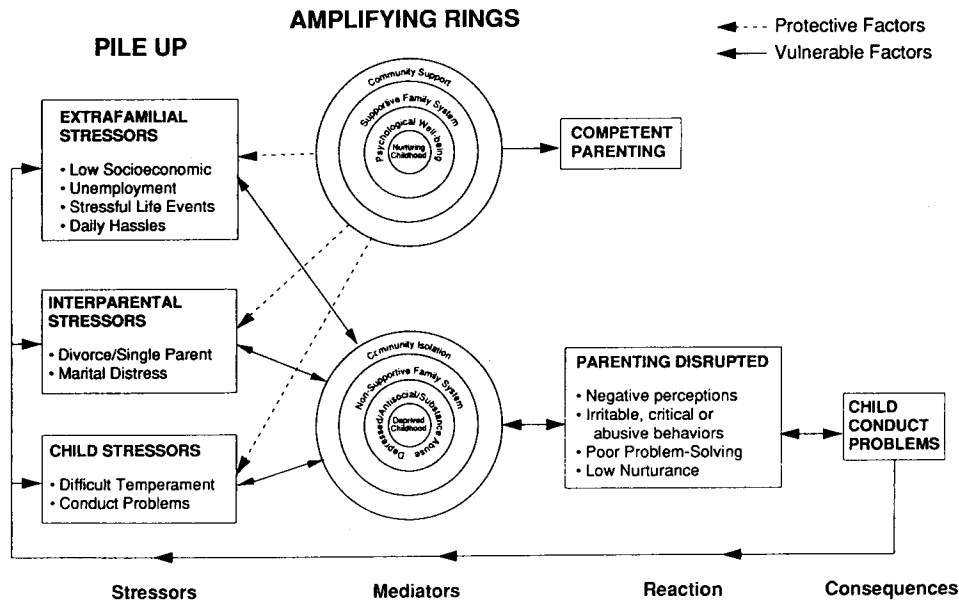 AMPLIFYING RINGS
PILE UP
Protective Factors
Vulnerable Factors
EXTRAFAMILIAL
STRESSORS
• Low Socioeconomic
• Unemployment
• Stressful Life Events
• Daily Hassles
Community Support
Supportive Family System
Psychological Well-being
Nurturing
Childhood
COMPETENT
PARENTING
INTERPARENTAL
STRESSORS
• Divorce/Single Parent
• Marital Distress
CHILD STRESSORS
• Difficult Temperament
• Conduct Problems
Community Isolation
Non-Supportive Family System
Depressed/Antisocial/Substance Abuse
Deprived
Childhood
PARENTING DISRUPTED
• Negative perceptions
• Irritable, critical or
abusive behaviors
• Poor Problem-Solving
• Low Nurturance
CHILD
CONDUCT
PROBLEMS
Stressors
Mediators
Reaction
Consequences